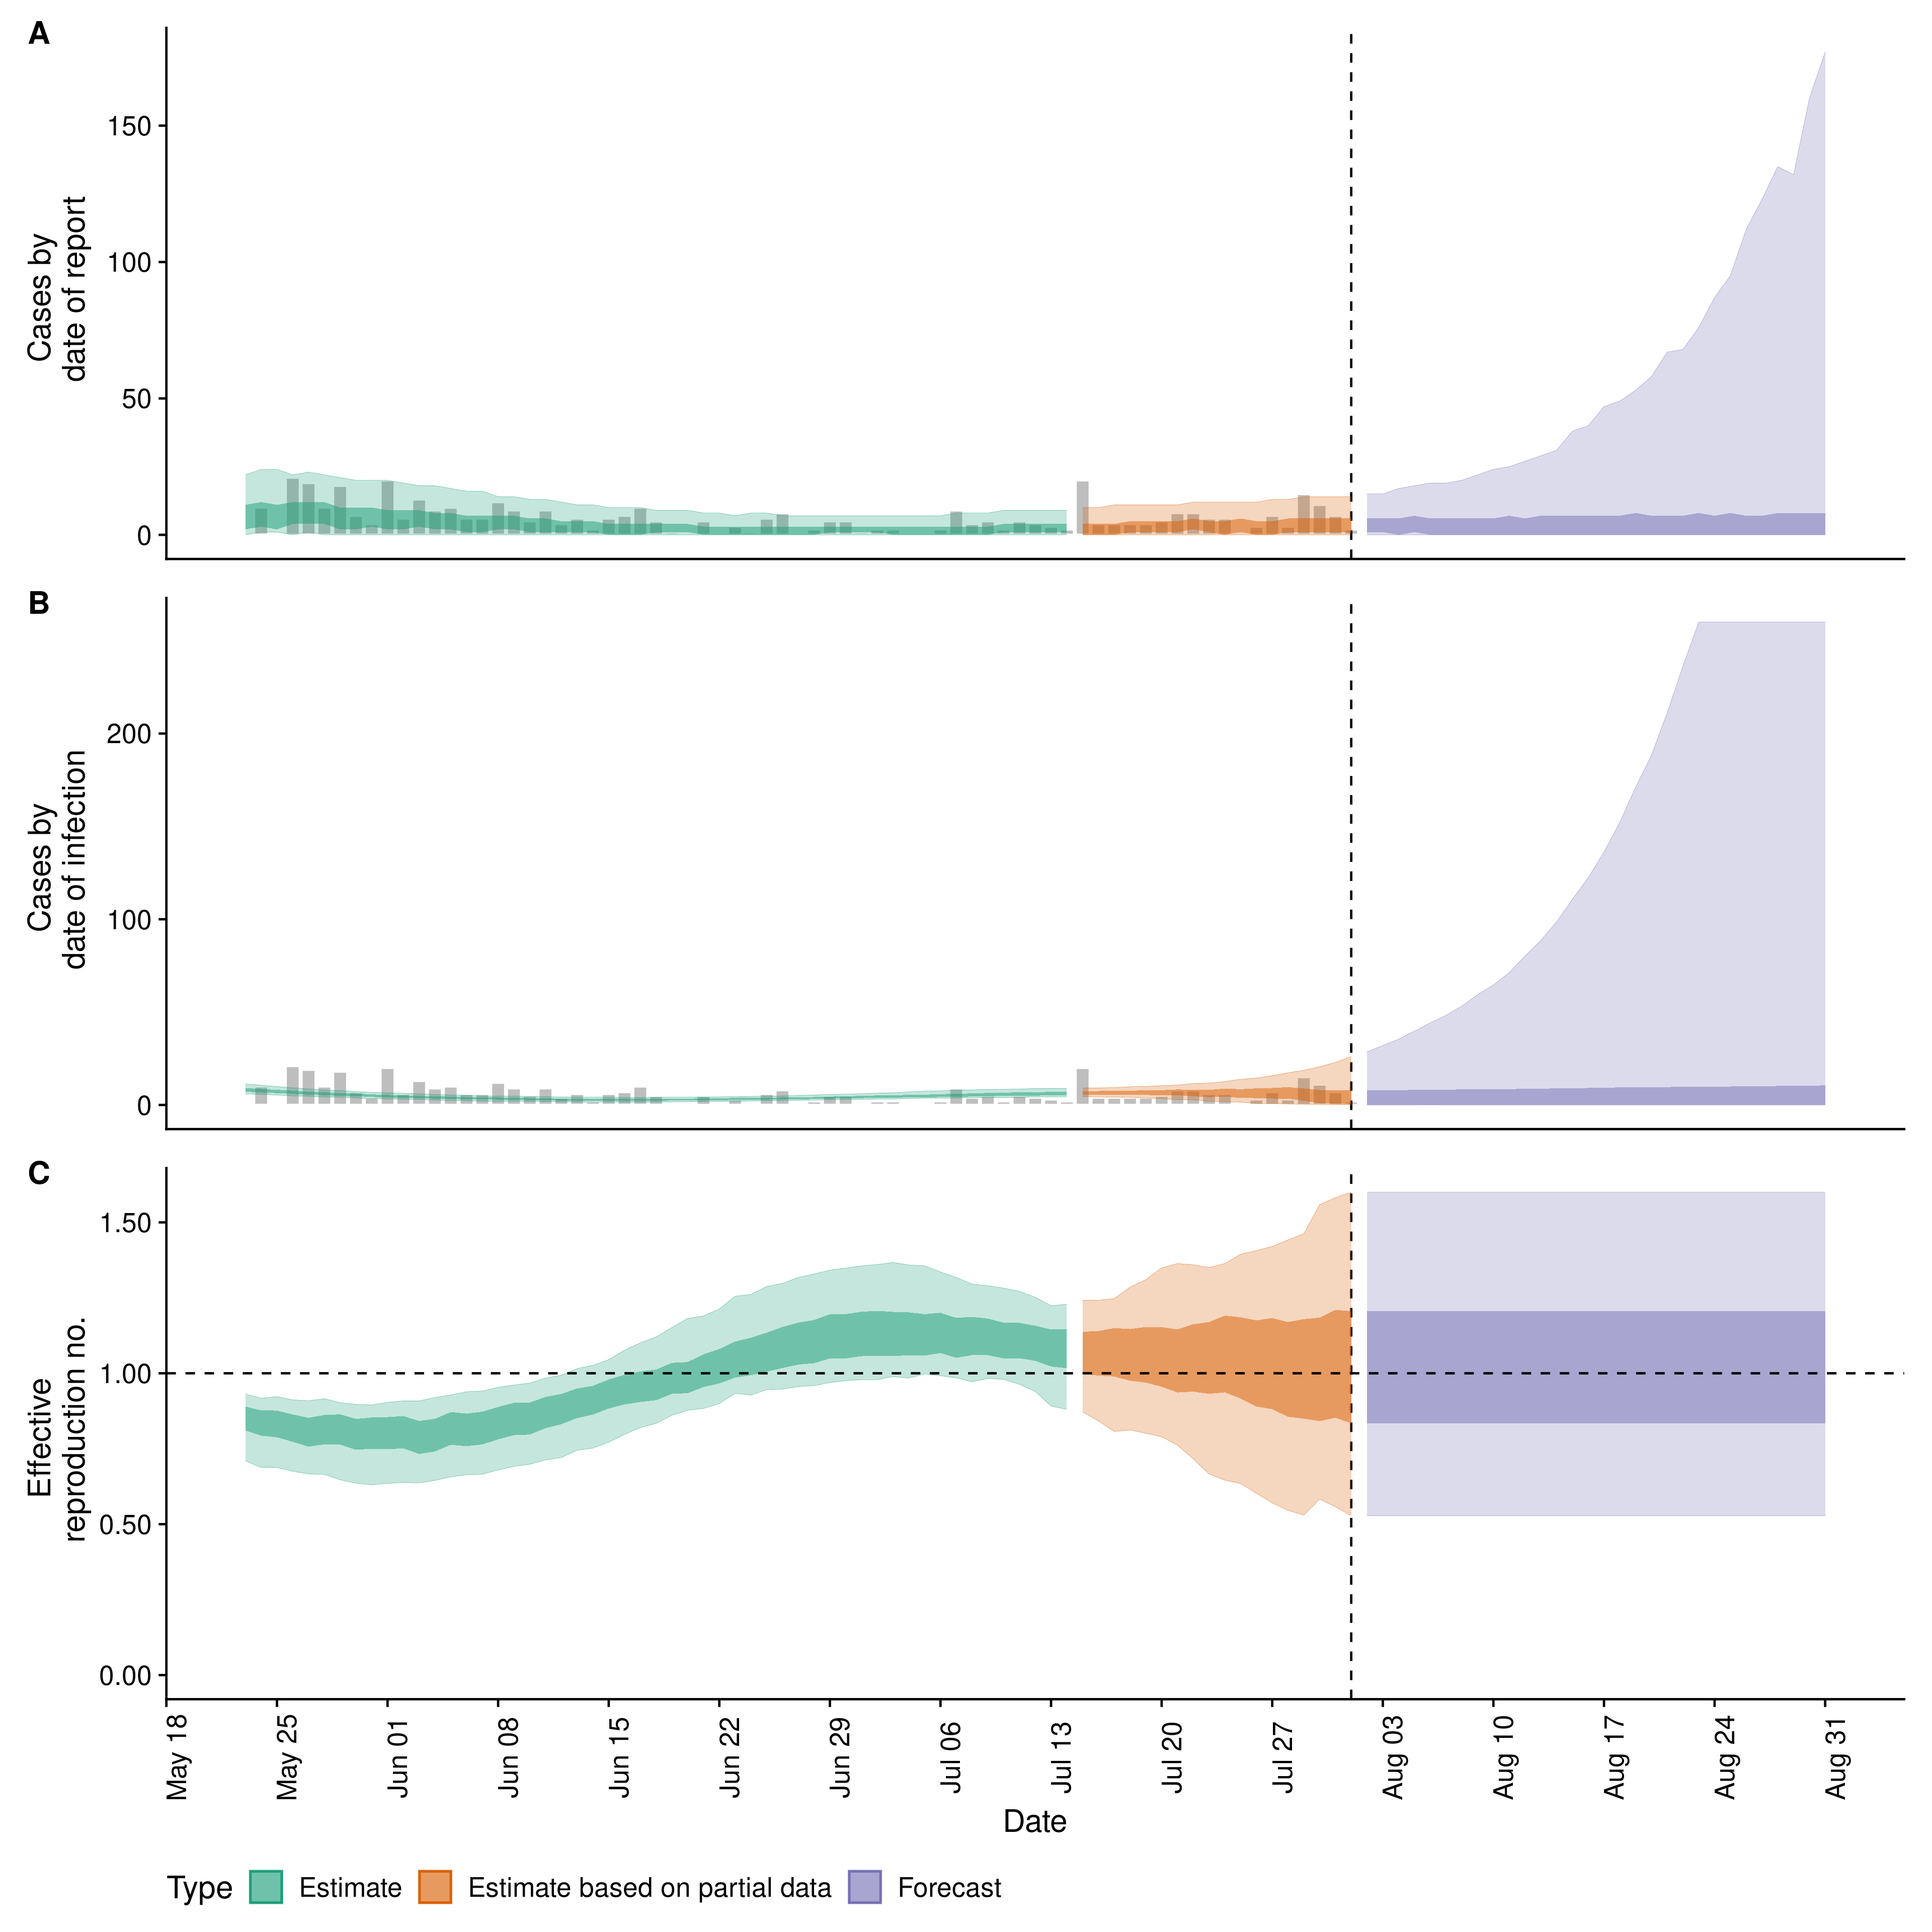 A
Cases by
date of report
150
100
50
0
B
Cases by
date of infection
200
100
0
C
Effective
reproduction no.
1.50
1.00
0.50
0.00
May 18
May 25
Jun 01
Jun 08
Jun 15
Jun 22
Jun 29
Jul 06
Jul 13
Jul 20
Jul 27
Aug 03
Aug 10
Aug 17
Aug 24
Aug 31
Date
Type Estimate Estimate based on partial data Forecast